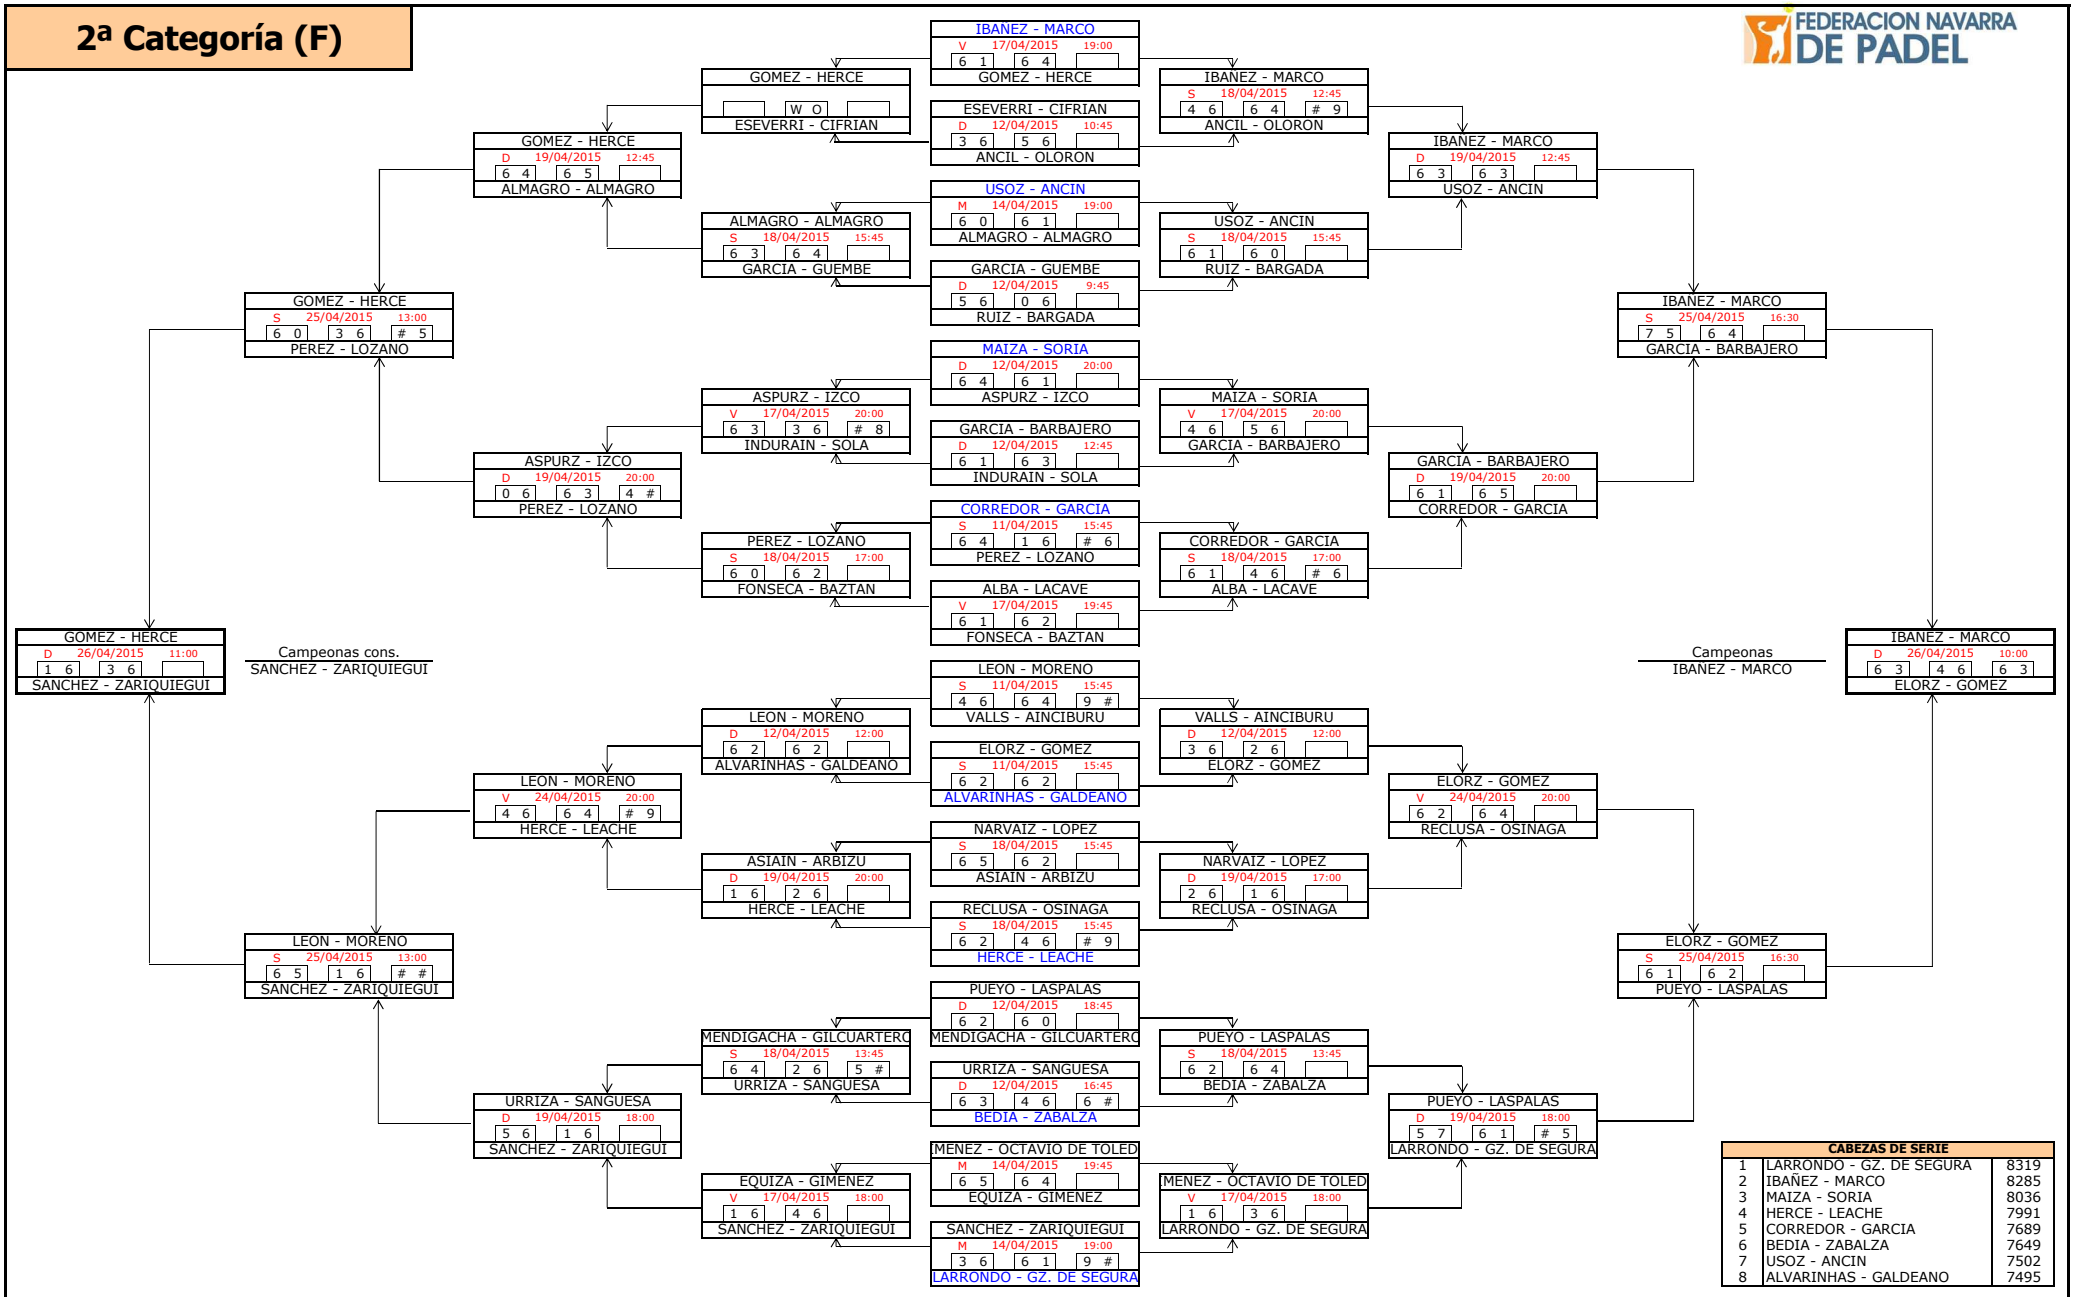 2ª Categoría (F)
FEDERACION NAVARRA
DE PADEL
GOMEZ - HERCE
D 26/04/2015 11:00
1 6 3 6
SANCHEZ - ZARIQUIEGUI
Campeonas cons.
SANCHEZ - ZARIQUIEGUI
GOMEZ - HERCE
S 25/04/2015 13:00
6 0 3 6 # 5
PEREZ - LOZANO
LEON - MORENO
S 25/04/2015 13:00
6 5 1 6 # #
SANCHEZ - ZARIQUIEGUI
GOMEZ - HERCE
D 19/04/2015 12:45
6 4 6 5
ALMAGRO - ALMAGRO
ASPURZ - IZCO
D 19/04/2015 20:00
0 6 6 3 4 #
PEREZ - LOZANO
LEON - MORENO
V 24/04/2015 20:00
4 6 6 4 # 9
HERCE - LEACHE
URRIZA - SANGUESA
D 19/04/2015 18:00
5 6 1 6
SANCHEZ - ZARIQUIEGUI
GOMEZ - HERCE
W O
ESEVERRI - CIFRIAN
ALMAGRO - ALMAGRO
S 18/04/2015 15:45
6 3 6 4
GARCIA - GUEMBE
ASPURZ - IZCO
V 17/04/2015 20:00
6 3 3 6 # 8
INDURAIN - SOLA
PEREZ - LOZANO
S 18/04/2015 17:00
6 0 6 2
FONSECA - BAZTAN
LEON - MORENO
D 12/04/2015 12:00
6 2 6 2
ALVARINHAS - GALDEANO
ASIAIN - ARBIZU
D 19/04/2015 20:00
1 6 2 6
HERCE - LEACHE
MENDIGACHA - GILCUARTERO
S 18/04/2015 13:45
6 4 2 6 5 #
URRIZA - SANGUESA
EQUIZA - GIMENEZ
V 17/04/2015 18:00
1 6 4 6
SANCHEZ - ZARIQUIEGUI
IBAÑEZ - MARCO
V 17/04/2015 19:00
6 1 6 4
GOMEZ - HERCE
ESEVERRI - CIFRIAN
D 12/04/2015 10:45
3 6 5 6
ANCIL - OLORON
USOZ - ANCIN
M 14/04/2015 19:00
6 0 6 1
ALMAGRO - ALMAGRO
GARCIA - GUEMBE
D 12/04/2015 9:45
5 6 0 6
RUIZ - BARGADA
MAIZA - SORIA
D 12/04/2015 20:00
6 4 6 1
ASPURZ - IZCO
GARCIA - BARBAJERO
D 12/04/2015 12:45
6 1 6 3
INDURAIN - SOLA
CORREDOR - GARCIA
S 11/04/2015 15:45
6 4 1 6 # 6
PEREZ - LOZANO
ALBA - LACAVE
V 17/04/2015 19:45
6 1 6 2
FONSECA - BAZTAN
LEON - MORENO
S 11/04/2015 15:45
4 6 6 4 9 #
VALLS - AINCIBURU
ELORZ - GOMEZ
S 11/04/2015 15:45
6 2 6 2
ALVARINHAS - GALDEANO
NARVAIZ - LOPEZ
S 18/04/2015 15:45
6 5 6 2
ASIAIN - ARBIZU
RECLUSA - OSINAGA
S 18/04/2015 15:45
6 2 4 6 # 9
HERCE - LEACHE
PUEYO - LASPALAS
D 12/04/2015 18:45
6 2 6 0
MENDIGACHA - GILCUARTERO
URRIZA - SANGUESA
D 12/04/2015 16:45
6 3 4 6 6 #
BEDIA - ZABALZA
IMENEZ - OCTAVIO DE TOLED
M 14/04/2015 19:45
6 5 6 4
EQUIZA - GIMENEZ
SANCHEZ - ZARIQUIEGUI
M 14/04/2015 19:00
3 6 6 1 9 #
LARRONDO - GZ. DE SEGURA
IBAÑEZ - MARCO
S 18/04/2015 12:45
4 6 6 4 # 9
ANCIL - OLORON
USOZ - ANCIN
S 18/04/2015 15:45
6 1 6 0
RUIZ - BARGADA
MAIZA - SORIA
V 17/04/2015 20:00
4 6 5 6
GARCIA - BARBAJERO
CORREDOR - GARCIA
S 18/04/2015 17:00
6 1 4 6 # 6
ALBA - LACAVE
VALLS - AINCIBURU
D 12/04/2015 12:00
3 6 2 6
ELORZ - GOMEZ
NARVAIZ - LOPEZ
D 19/04/2015 17:00
2 6 1 6
RECLUSA - OSINAGA
PUEYO - LASPALAS
S 18/04/2015 13:45
6 2 6 4
BEDIA - ZABALZA
IMENEZ - OCTAVIO DE TOLED
V 17/04/2015 18:00
1 6 3 6
LARRONDO - GZ. DE SEGURA
IBAÑEZ - MARCO
D 19/04/2015 12:45
6 3 6 3
USOZ - ANCIN
GARCIA - BARBAJERO
D 19/04/2015 20:00
6 1 6 5
CORREDOR - GARCIA
ELORZ - GOMEZ
V 24/04/2015 20:00
6 2 6 4
RECLUSA - OSINAGA
PUEYO - LASPALAS
D 19/04/2015 18:00
5 7 6 1 # 5
LARRONDO - GZ. DE SEGURA
IBAÑEZ - MARCO
S 25/04/2015 16:30
7 5 6 4
GARCIA - BARBAJERO
ELORZ - GOMEZ
S 25/04/2015 16:30
6 1 6 2
PUEYO - LASPALAS
Campeonas
IBAÑEZ - MARCO
IBAÑEZ - MARCO
D 26/04/2015 10:00
6 3 4 6 6 3
ELORZ - GOMEZ
CABEZAS DE SERIE
1 LARRONDO - GZ. DE SEGURA 8319
2 IBAÑEZ - MARCO 8285
3 MAIZA - SORIA 8036
4 HERCE - LEACHE 7991
5 CORREDOR - GARCIA 7689
6 BEDIA - ZABALZA 7649
7 USOZ - ANCIN 7502
8 ALVARINHAS - GALDEANO 7495